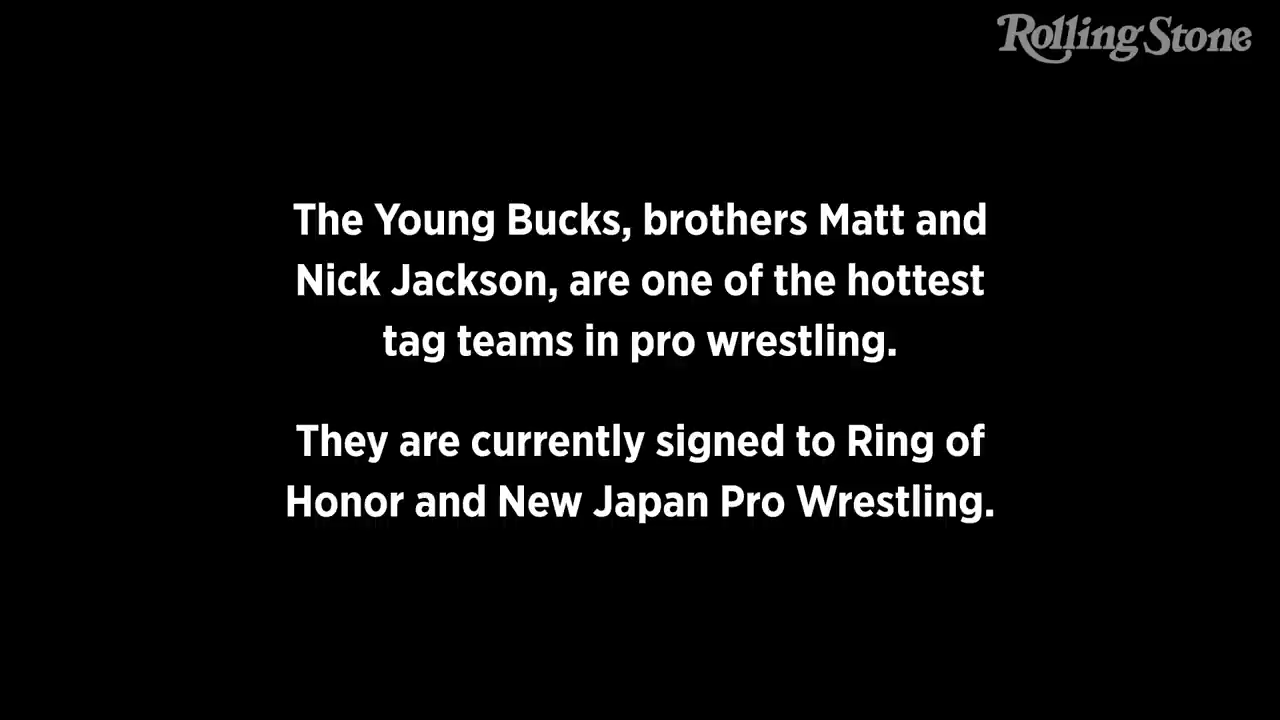 Rolling Stone
The Young Bucks, brothers Matt and
Nick Jackson, are one of the hottest
tag teams in pro wrestling.
They are currently signed to Ring of
Honor and New Japan Pro Wrestling.